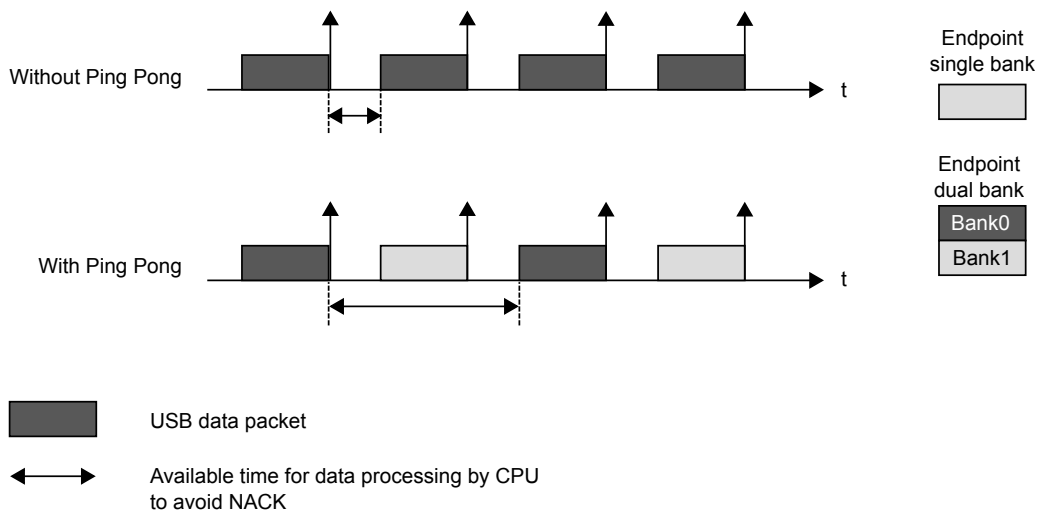 Without Ping Pong
t
Endpoint
single bank
Endpoint
dual bank
Bank0
Bank1
With Ping Pong
t
USB data packet
Available time for data processing by CPU
to avoid NACK